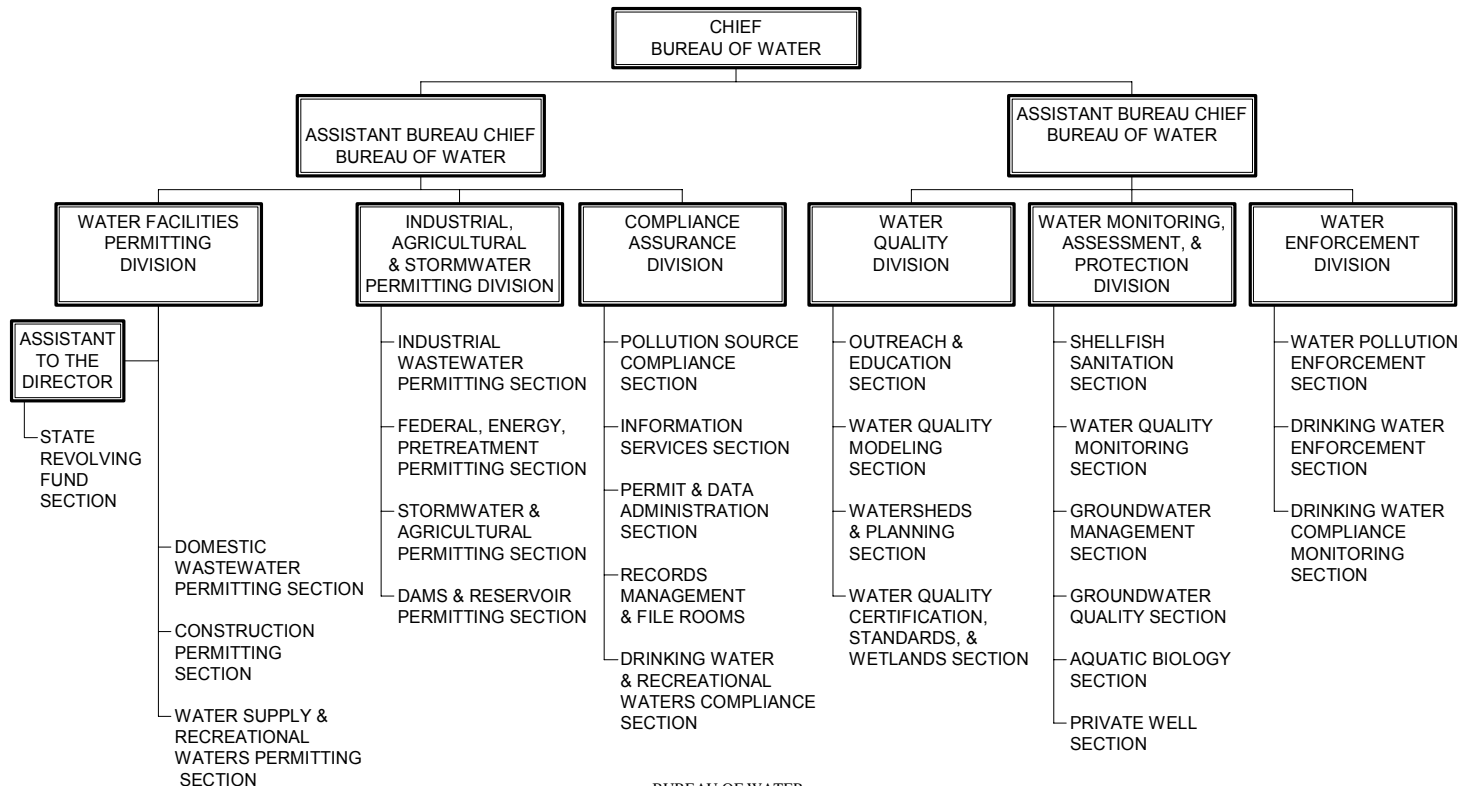 CHIEF
BUREAU OF WATER
ASSISTANT BUREAU CHIEF
BUREAU OF WATER
ASSISTANT BUREAU CHIEF
BUREAU OF WATER
WATER FACILITIES
PERMITTING
DIVISION
INDUSTRIAL,
AGRICULTURAL
& STORMWATER
PERMITTING DIVISION
COMPLIANCE
ASSURANCE
DIVISION
WATER
QUALITY
DIVISION
WATER MONITORING,
ASSESSMENT, &
PROTECTION
DIVISION
WATER
ENFORCEMENT
DIVISION
ASSISTANT
TO THE
DIRECTOR
STATE
REVOLVING
FUND
SECTION
DOMESTIC
WASTEWATER
PERMITTING SECTION
CONSTRUCTION
PERMITTING
SECTION
WATER SUPPLY &
RECREATIONAL
WATERS PERMITTING
SECTION
INDUSTRIAL
WASTEWATER
PERMITTING SECTION
FEDERAL, ENERGY,
PRETREATMENT
PERMITTING SECTION
STORMWATER &
AGRICULTURAL
PERMITTING SECTION
DAMS & RESERVOIR
PERMITTING SECTION
POLLUTION SOURCE
COMPLIANCE
SECTION
INFORMATION
SERVICES SECTION
PERMIT & DATA
ADMINISTRATION
SECTION
RECORDS
MANAGEMENT
& FILE ROOMS
DRINKING WATER
& RECREATIONAL
WATERS COMPLIANCE
SECTION
OUTREACH &
EDUCATION
SECTION
WATER QUALITY
MODELING
SECTION
WATERSHEDS
& PLANNING
SECTION
WATER QUALITY
CERTIFICATION,
STANDARDS, &
WETLANDS SECTION
SHELLFISH
SANITATION
SECTION
WATER QUALITY
MONITORING
SECTION
GROUNDWATER
MANAGEMENT
SECTION
GROUNDWATER
QUALITY SECTION
AQUATIC BIOLOGY
SECTION
PRIVATE WELL
SECTION
WATER POLLUTION
ENFORCEMENT
SECTION
DRINKING WATER
ENFORCEMENT
SECTION
DRINKING WATER
COMPLIANCE
MONITORING
SECTION
BUREAU OF WATER